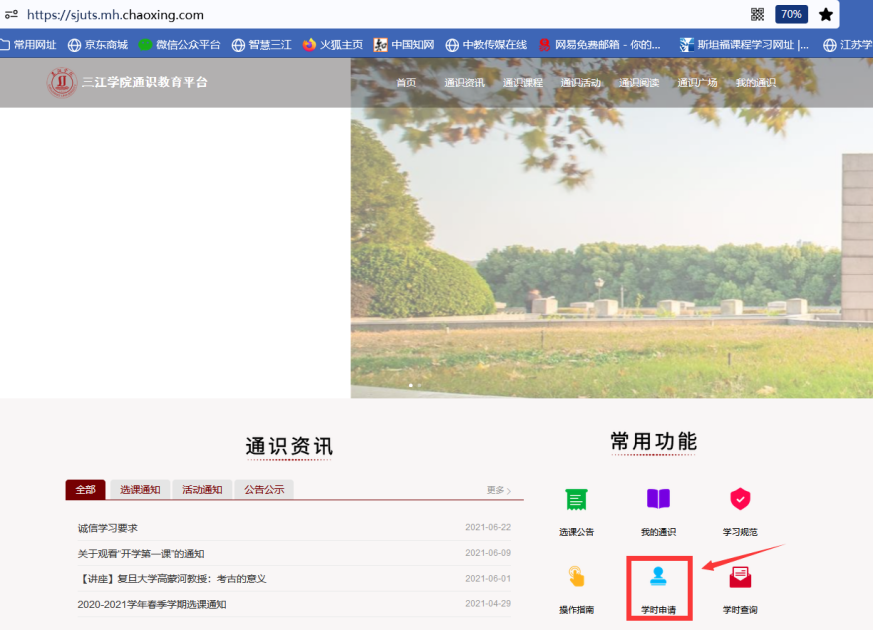 https://sjuts.mh.chaoxing.com 70%
常用网址 京东商城 微信公众平台 智慧三江 火狐主页 中国知网 中教传媒在线 网易免费邮箱 - 你的... 斯坦福课程学习网址 |... 江苏学
三江学院通识教育平台 首页 通识资讯 通识课程 通识活动 通识阅读 通识广场 我的通识
通识资讯
常用功能
全部 选课通知 活动通知 公告公示 更多 >
诚信学习要求 2021-06-22
关于观看“开学第一课”的通知 2021-06-09
【讲座】复旦大学高蒙河教授：考古的意义 2021-06-01
2020-2021学年春季学期选课通知 2021-04-29
选课公告 我的通识 学习规范
操作指南 学时申请 学时查询